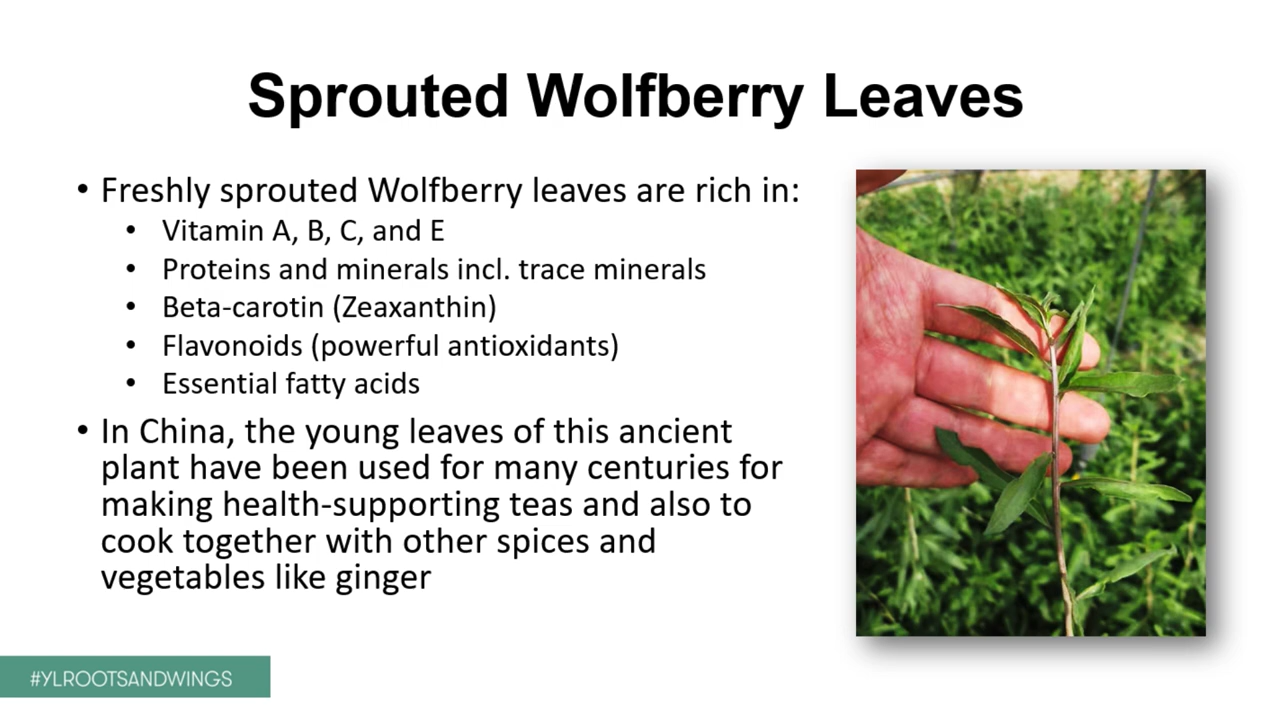 Sprouted Wolfberry Leaves
• Freshly sprouted Wolfberry leaves are rich in:
• Vitamin A, B, C, and E
• Proteins and minerals incl. trace minerals
• Beta-carotin (Zeaxanthin)
• Flavonoids (powerful antioxidants)
• Essential fatty acids
• In China, the young leaves of this ancient
plant have been used for many centuries for
making health-supporting teas and also to
cook together with other spices and
vegetables like ginger
#YLROOTSANDWINGS